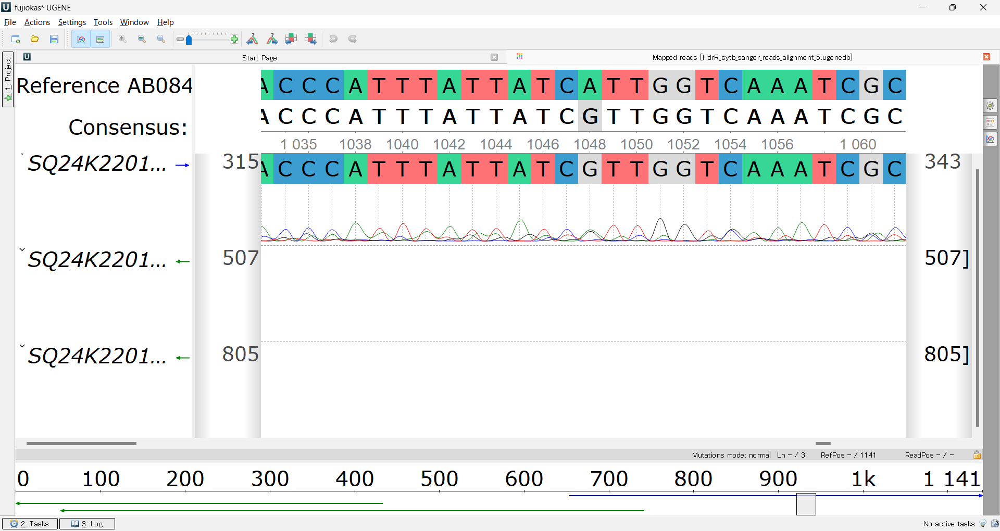 fujiokas* UGENE
File Actions Settings Tools Window Help
1: Project
Start Page
Mapped reads [HdrR_cytb_sanger_reads_alignment_5.ugenedb]
Reference AB084
A C C C A T T T A T T A T C A T T G G T C A A A T C G C
Consensus:
A C C C A T T T A T T A T C G T T G G T C A A A T C G C
1 035 1038 1040 1042 1044 1046 1048 1050 1052 1054 1056 1 060
SQ24K2201...
315
A C C C A T T T A T T A T C G T T G G T C A A A T C G C
343
SQ24K2201...
507
507]
SQ24K2201...
805
805]
Mutations mode: normal Ln - / 3 RefPos - / 1141 ReadPos - / -
0 100 200 300 400 500 600 700 800 900 1k 1 141
2: Tasks
3: Log
No active tasks
3